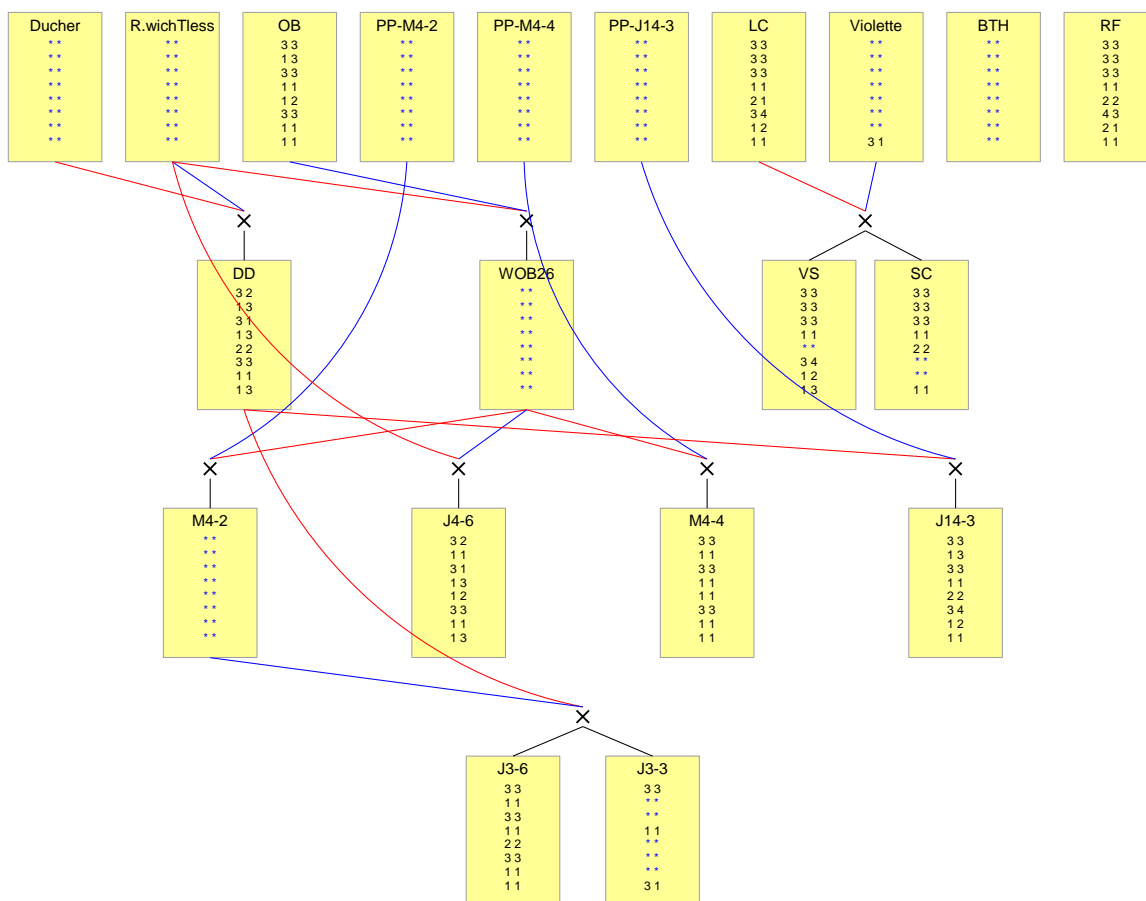 Ducher R.wichTless OB PP-M4-2 PP-M4-4 PP-J14-3 LC Violette BTH RF
* * * * 3 3 * * * * * * 3 3 * * * * 3 3
* * * * 1 3 * * * * * * 3 3 * * * * 3 3
* * * * 3 3 * * * * * * 3 3 * * * * 3 3
* * * * 1 1 * * * * * * 1 1 * * * * 1 1
* * * * 1 2 * * * * * * 2 1 * * * * 2 2
* * * * 3 3 * * * * * * 3 4 * * * * 4 3
* * * * 1 1 * * * * * * 1 2 * * * * 2 1
* * * * 1 1 * * * * * * 1 1 3 1 * * 1 1
DD WOB26 VS SC
3 2 * * 3 3 3 3
1 3 * * 3 3 3 3
3 1 * * 3 3 3 3
1 3 * * 1 1 1 1
2 2 * * * * 2 2
3 3 * * 3 4 * *
1 1 * * 1 2 * *
1 3 * * 1 3 1 1
M4-2 J4-6 M4-4 J14-3
* * 3 2 3 3 3 3
* * 1 1 1 1 1 3
* * 3 1 3 3 3 3
* * 1 3 1 1 1 1
* * 1 2 1 1 2 2
* * 3 3 3 3 3 4
* * 1 1 1 1 1 2
* * 1 3 1 1 1 1
J3-6 J3-3
3 3 3 3
1 1 * *
3 3 * *
1 1 1 1
2 2 * *
3 3 * *
1 1 * *
1 1 3 1